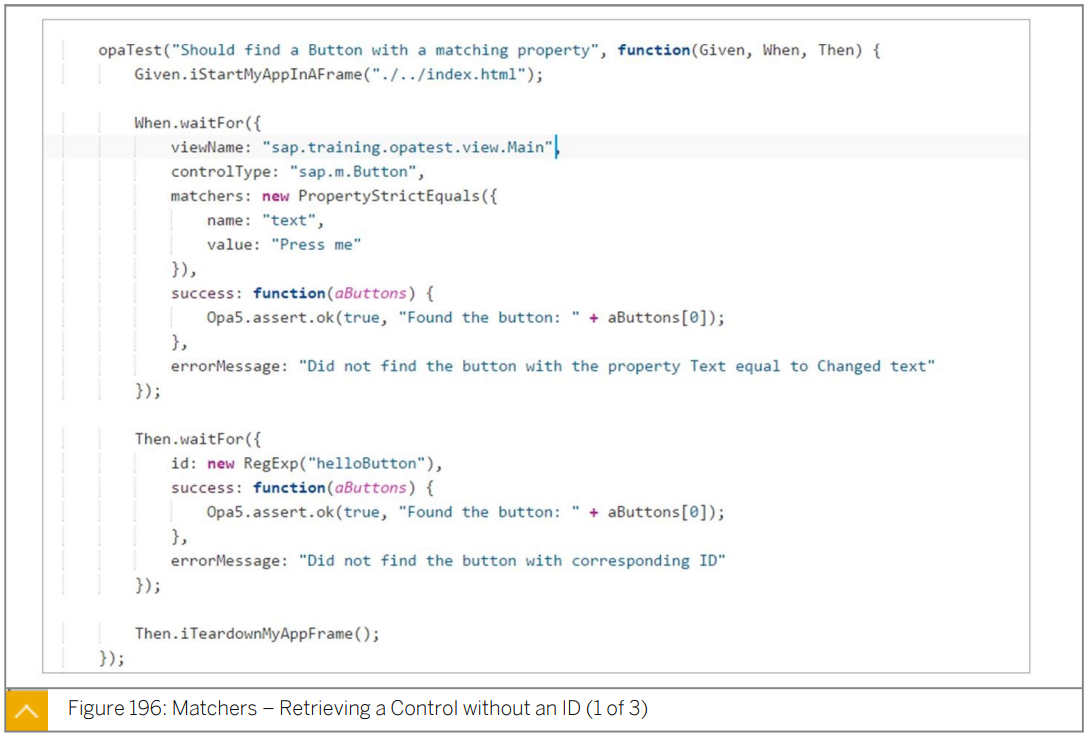 opaTest("Should find a Button with a matching property", function(Given, When, Then) {
Given.iStartMyAppInAFrame("./../index.html");
When.waitFor({
viewName: "sap.training.opatest.view.Main",
controlType: "sap.m.Button",
matchers: new PropertyStrictEquals({
name: "text",
value: "Press me"
}),
success: function(aButtons) {
Opa5.assert.ok(true, "Found the button: " + aButtons[0]);
},
errorMessage: "Did not find the button with the property Text equal to Changed text"
});
Then.waitFor({
id: new RegExp("helloButton"),
success: function(aButtons) {
Opa5.assert.ok(true, "Found the button: " + aButtons[0]);
},
errorMessage: "Did not find the button with corresponding ID"
});
Then.iTeardownMyAppFrame();
});
Figure 196: Matchers – Retrieving a Control without an ID (1 of 3)